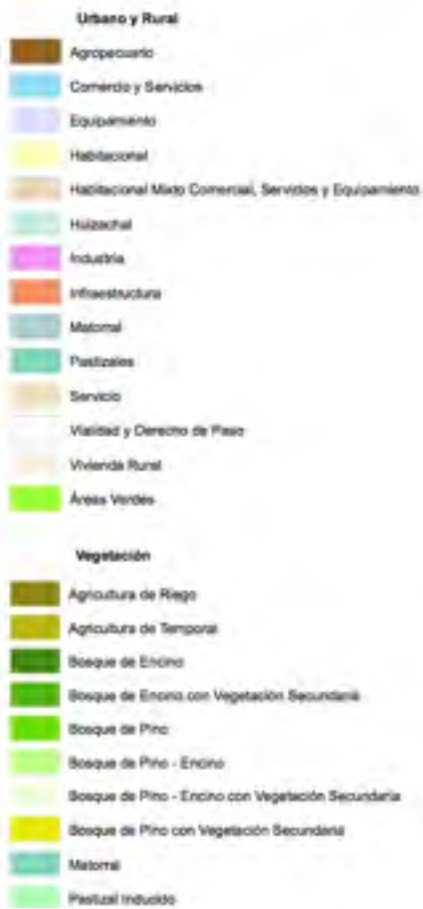 Urbano y Rural
Agropecuario
Comercio y Servicios
Equipamiento
Habitacional
Habitacional Mixto Comercial, Servicios y Equipamiento
Huizachal
Industria
Infraestructura
Matorral
Pastizales
Servicio
Vialidad y Derecho de Paso
Vivienda Rural
Áreas Verdes
Vegetación
Agricultura de Riego
Agricultura de Temporal
Bosque de Encino
Bosque de Encino con Vegetación Secundaria
Bosque de Pino
Bosque de Pino - Encino
Bosque de Pino - Encino con Vegetación Secundaria
Bosque de Pino con Vegetación Secundaria
Matorral
Pastizal Inducido